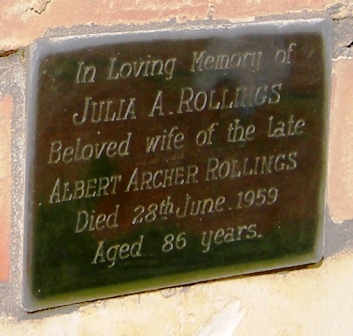 In Loving Memory of
JULIA A. ROLLINGS
Beloved wife of the late
ALBERT ARCHER ROLLINGS
Died 28th June. 1959
Aged 86 years.